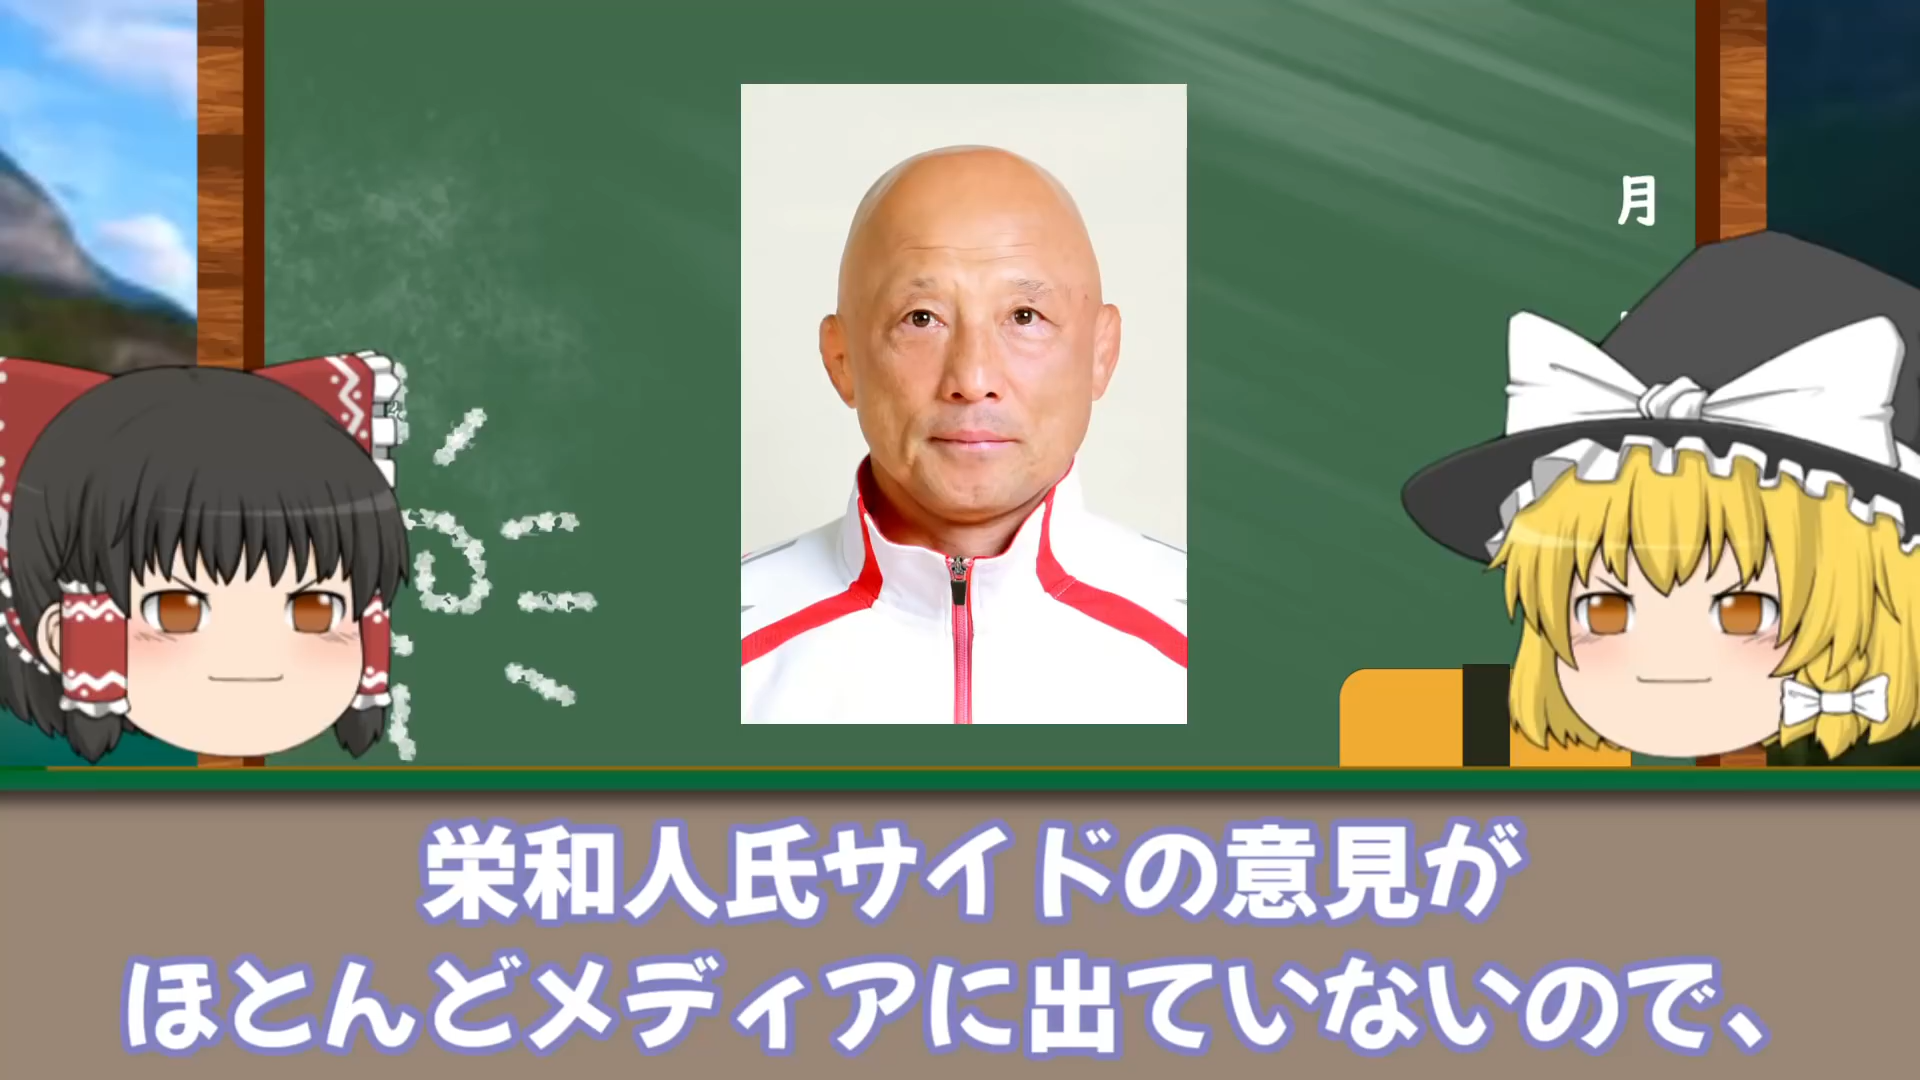 月
栄和人氏サイドの意見が
ほとんどメディアに出ていないので、